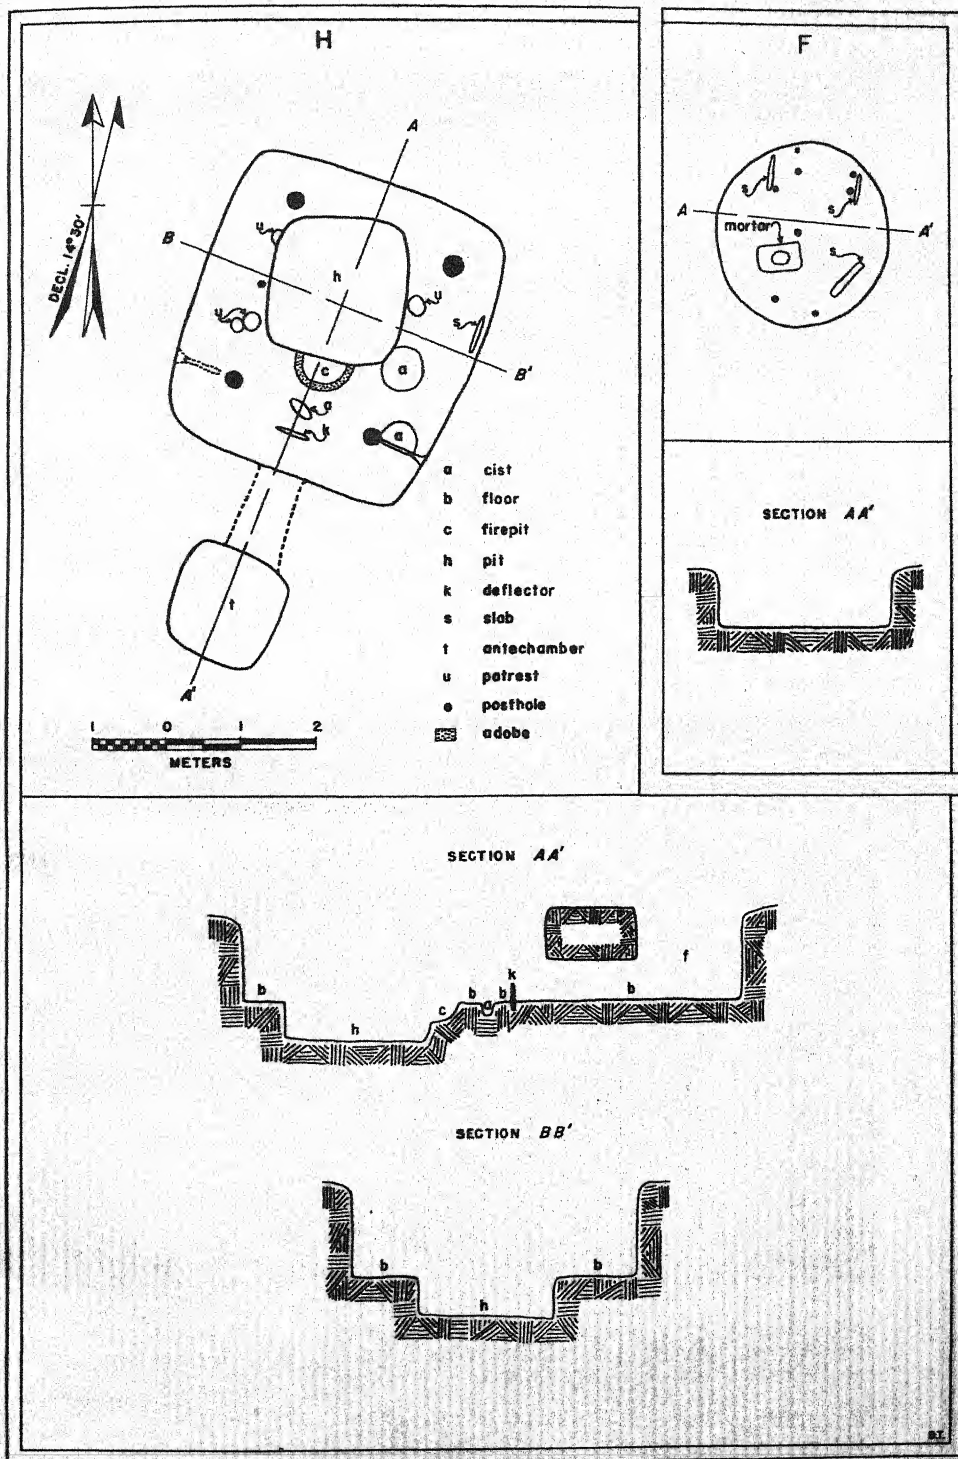 H
DECL. 14°30'
A
B
u
h
u
u
s
B'
c
a
a
k
a
t
A'
a cist
b floor
c firepit
h pit
k deflector
s slab
t antechamber
u potrest
posthole
adobe
1 0 1 2
METERS
F
s
s
A
A'
mortar
s
SECTION AA'
SECTION AA'
f
k
b
b
a
b
b
c
h
SECTION BB'
b
b
h